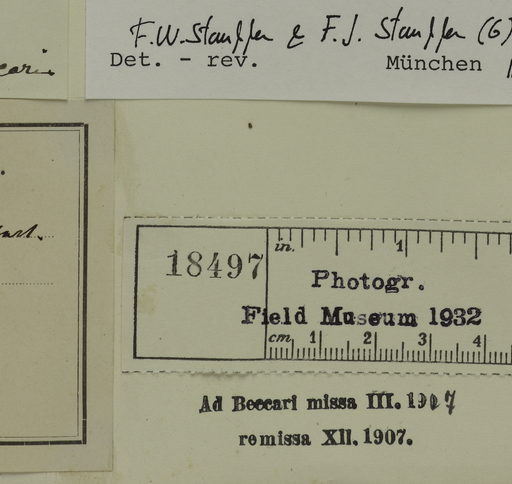 F.W. Stauffer & F.J. Stauffer (G)
Det. - rev. München
18497
in. 1
Photogr.
Field Museum 1932
cm. 1 2 3 4
Ad Beccari missa III. 1907
remissa XII. 1907.